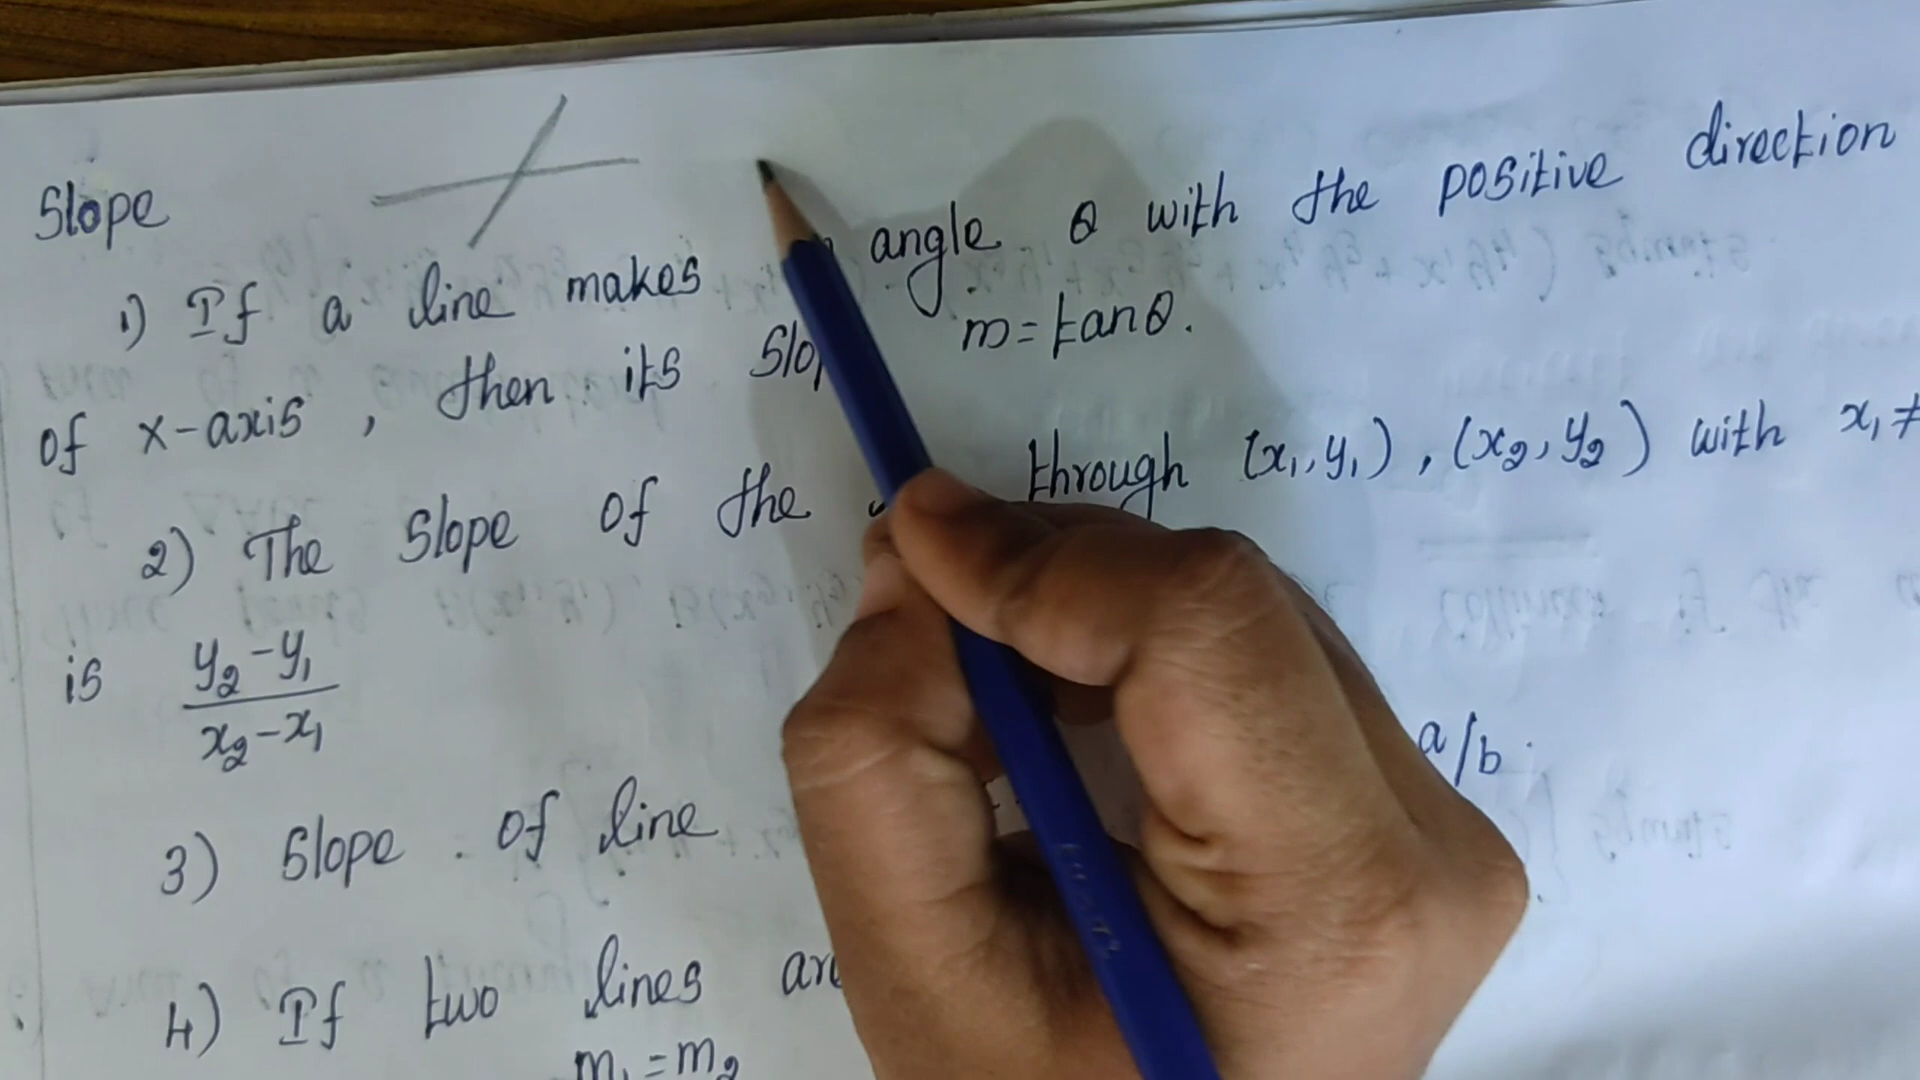 Slope
1) If a line makes angle θ with the positive direction
of x-axis, then its m = tanθ.
2) The Slope of the through (x₁, y₁), (x₂, y₂) with x₁ ≠
is y₂-y₁ / x₂-x₁
3) Slope of line a/b
4) If two lines are
m₁ = m₂